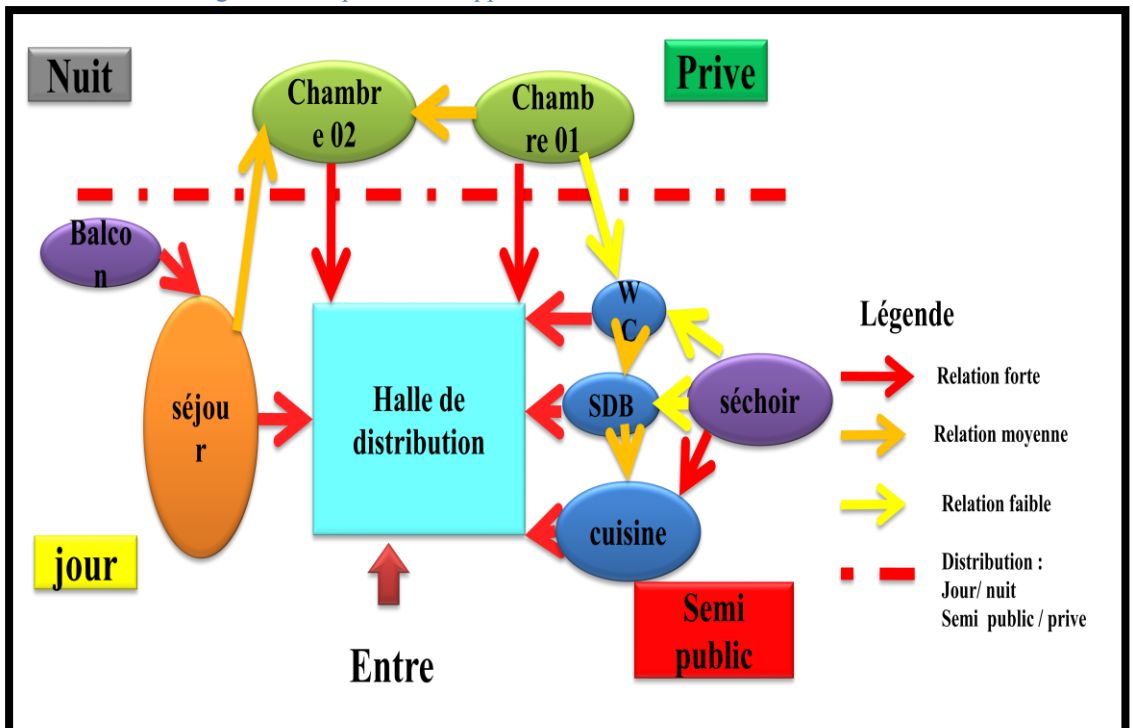 Nuit
Prive
Chambr
e 02
Chamb
re 01
Balco
n
W
C
Légende
séjou
r
Halle de
distribution
SDB
séchoir
Relation forte
Relation moyenne
Relation faible
cuisine
jour
Distribution :
Jour/ nuit
Semi public / prive
Semi
public
Entre